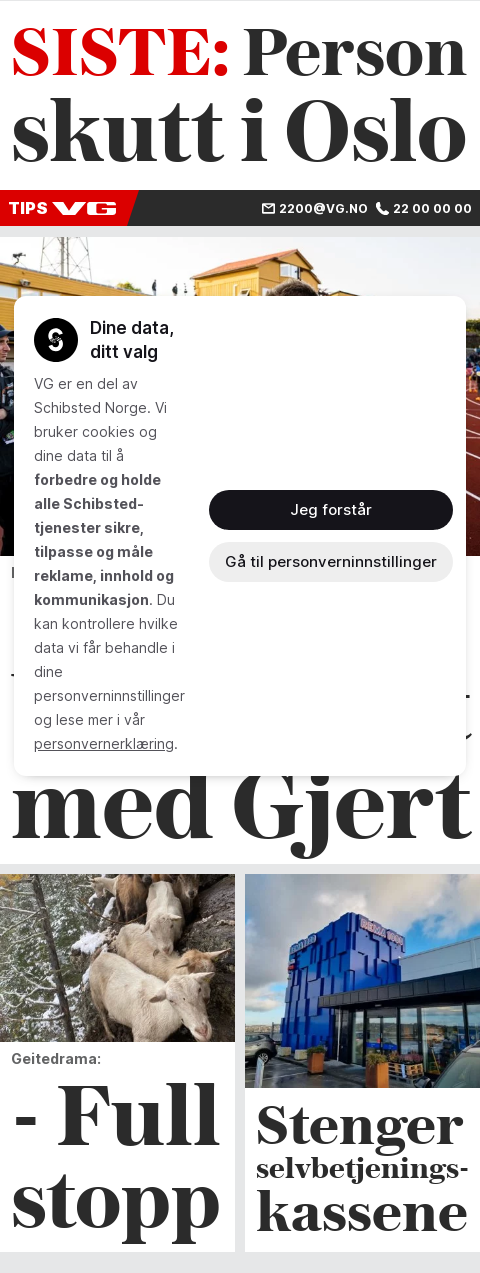 SISTE: Person
skutt i Oslo
TIPS VG
2200@VG.NO 22 00 00 00
Dine data,
ditt valg
VG er en del av
Schibsted Norge. Vi
bruker cookies og
dine data til å
forbedre og holde
alle Schibsted-
tjenester sikre,
tilpasse og måle
reklame, innhold og
kommunikasjon. Du
kan kontrollere hvilke
data vi får behandle i
dine
personverninnstillinger
og lese mer i vår
personvernerklæring.
Jeg forstår
Gå til personverninnstillinger
med Gjert
Geitedrama:
- Full
stopp
Stenger
selvbetjenings-
kassene